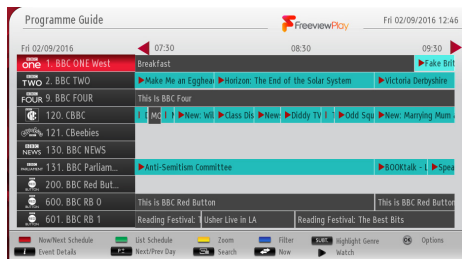 Programme Guide
FreeviewPlay
Fri 02/09/2016 12:46
Fri 02/09/2016 07:30 08:30 09:30
one 1. BBC ONE West Breakfast Fake Brit
TWO 2. BBC TWO Make Me an Egghead Horizon: The End of the Solar System Victoria Derbyshire
FOUR 9. BBC FOUR This Is BBC Four
120. CBBC New: Wil Class Dis New: Diddy TV Odd Squ New: Marrying Mum
121. CBeebies
NEWS 130. BBC NEWS
PARLIAMENT 131. BBC Parliam... Anti-Semitism Committee BOOKtalk - L Spea
BUTTON 200. BBC Red But...
BUTTON 600. BBC RB 0 This is BBC Red Button This is BBC Red Button
BUTTON 601. BBC RB 1 Reading Festival: Usher Live in LA Reading Festival: The Best Bits
Now/Next Schedule List Schedule Zoom Filter SUBT. Highlight Genre OK Options
i Event Details Next/Prev Day Search Now Watch